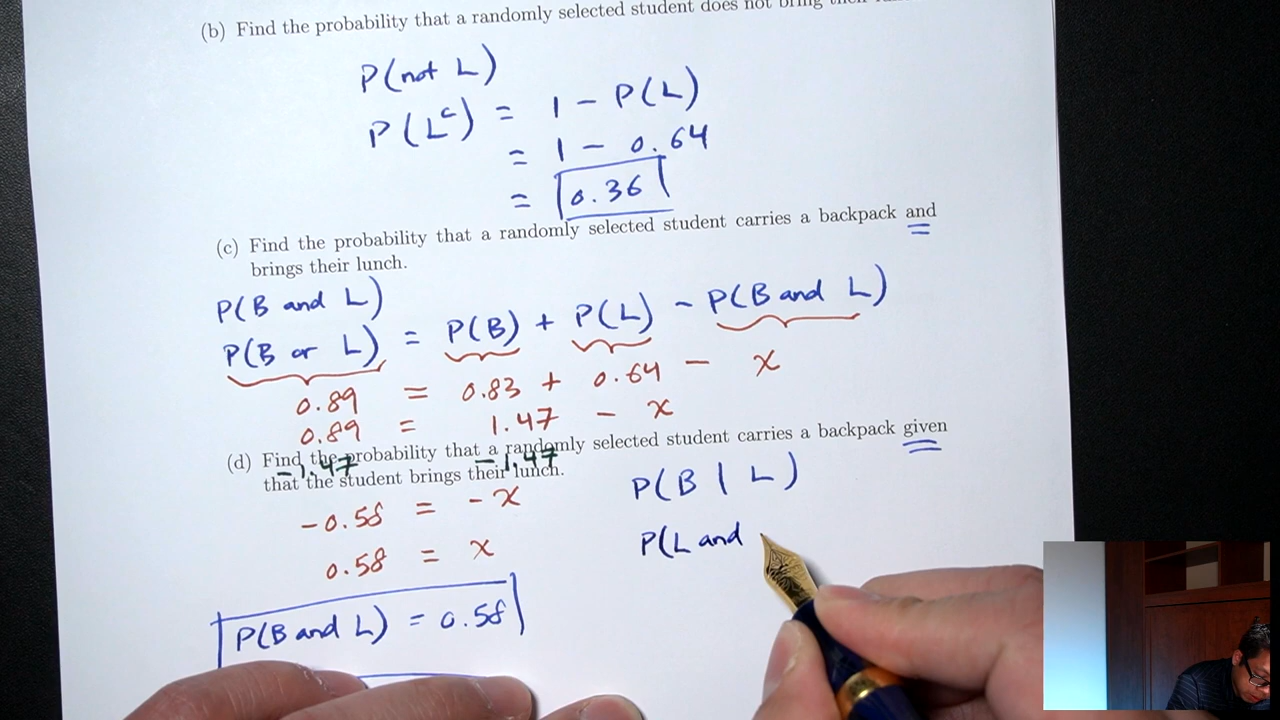 (b) Find the probability that a randomly selected student does not bring their
P(not L)
P(Lᶜ) = 1 - P(L)
= 1 - 0.64
= 0.36
(c) Find the probability that a randomly selected student carries a backpack and
brings their lunch.
P(B and L)
P(B or L) = P(B) + P(L) - P(B and L)
0.89 = 0.83 + 0.64 - x
0.89 = 1.47 - x
(d) Find the probability that a randomly selected student carries a backpack given
-1.47 -1.47
that the student brings their lunch.
P(B | L)
-0.58 = -x
P(L and
0.58 = x
P(B and L) = 0.58